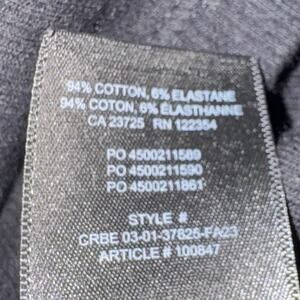 94% COTTON, 6% ELASTANE
94% COTON, 6% ÉLASTHANNE
CA 23725 RN 122354
PO 4500211589
PO 4500211590
PO 4500211861
STYLE #
CRBE 03-01-37825-FA23
ARTICLE # 100847